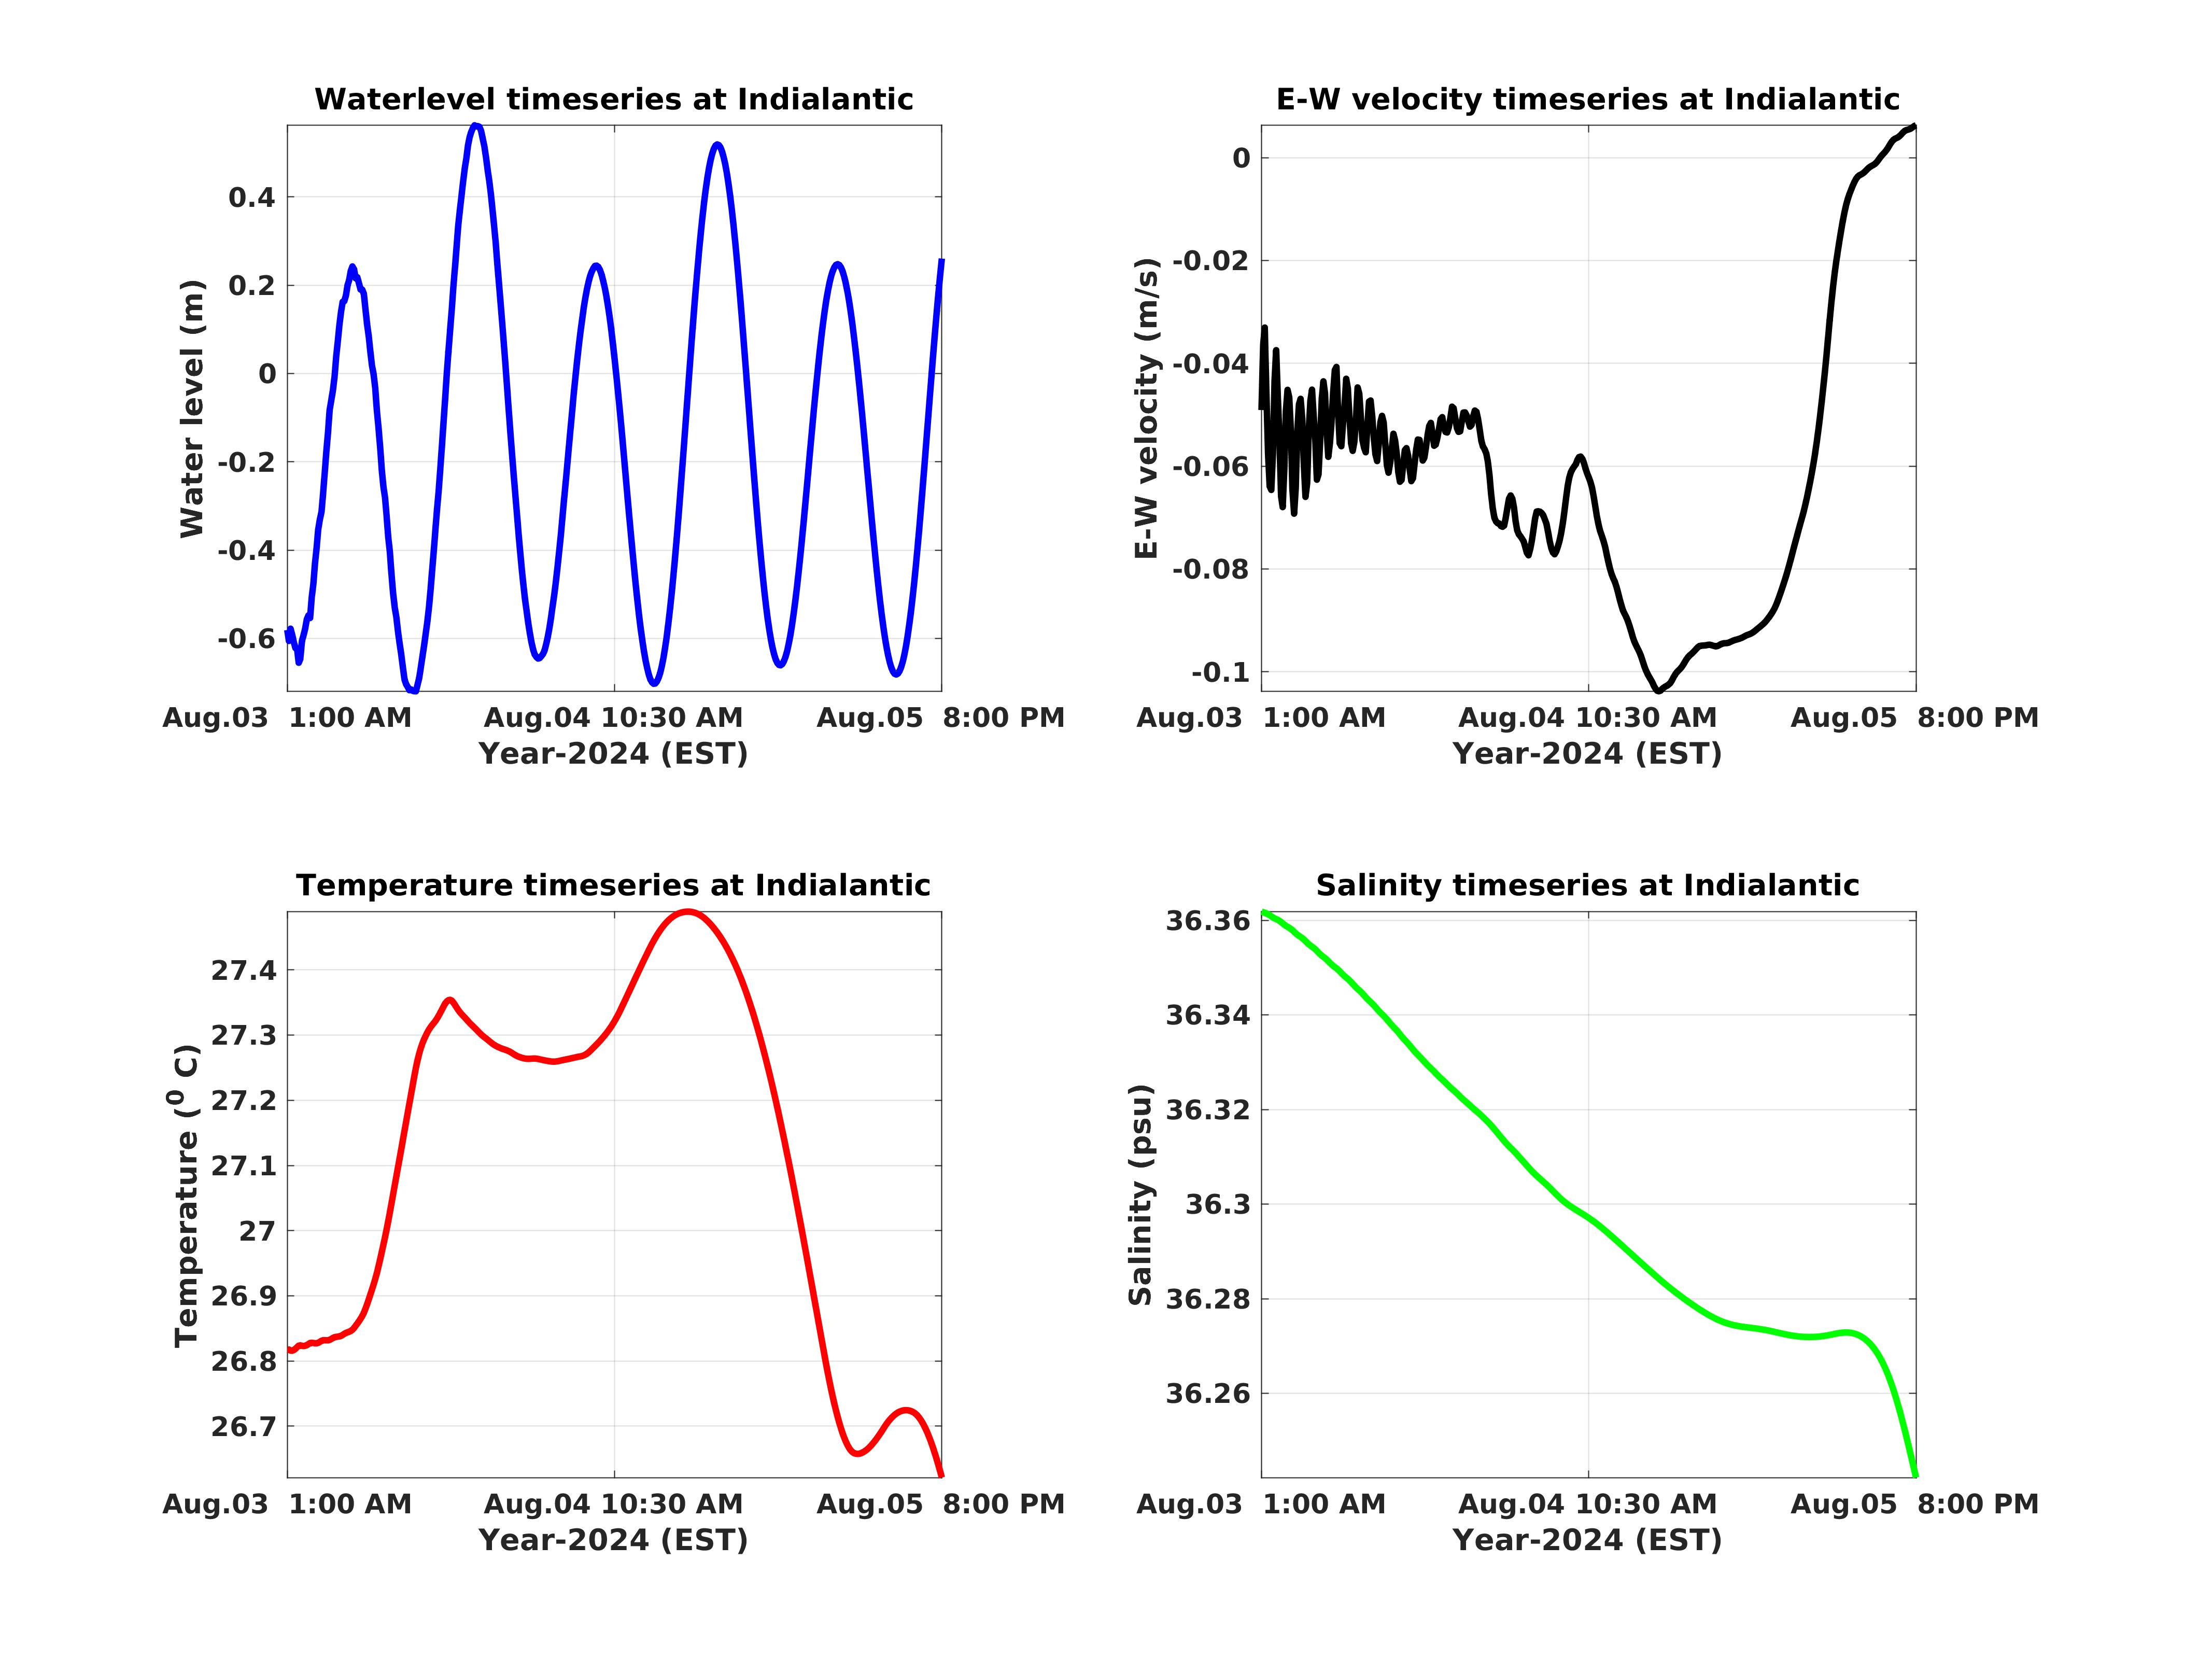 Waterlevel timeseries at Indialantic
0.4
0.2
0
-0.2
-0.4
-0.6
Water level (m)
Aug.03 1:00 AM Aug.04 10:30 AM Aug.05 8:00 PM
Year-2024 (EST)
E-W velocity timeseries at Indialantic
0
-0.02
-0.04
-0.06
-0.08
-0.1
E-W velocity (m/s)
Aug.03 1:00 AM Aug.04 10:30 AM Aug.05 8:00 PM
Year-2024 (EST)
Temperature timeseries at Indialantic
27.4
27.3
27.2
27.1
27
26.9
26.8
26.7
Temperature (⁰ C)
Aug.03 1:00 AM Aug.04 10:30 AM Aug.05 8:00 PM
Year-2024 (EST)
Salinity timeseries at Indialantic
36.36
36.34
36.32
36.3
36.28
36.26
Salinity (psu)
Aug.03 1:00 AM Aug.04 10:30 AM Aug.05 8:00 PM
Year-2024 (EST)